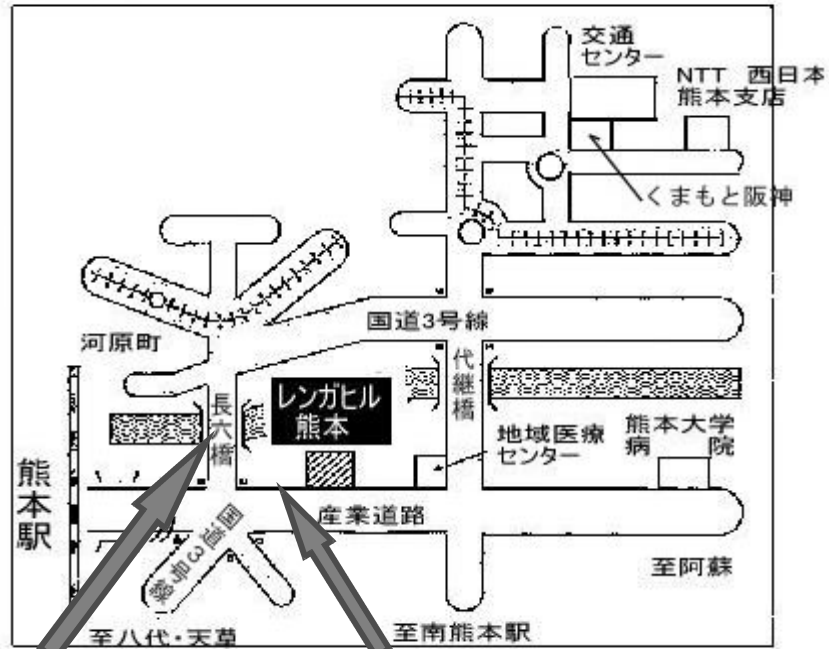 交通
センター
NTT 西日本
熊本支店
くまもと阪神
国道3号線
河原町
代継橋
長六橋
レンガヒル
熊本
地域医療
センター
熊本大学
病院
熊本駅
産業道路
国道3号線
至阿蘇
至八代・天草
至南熊本駅